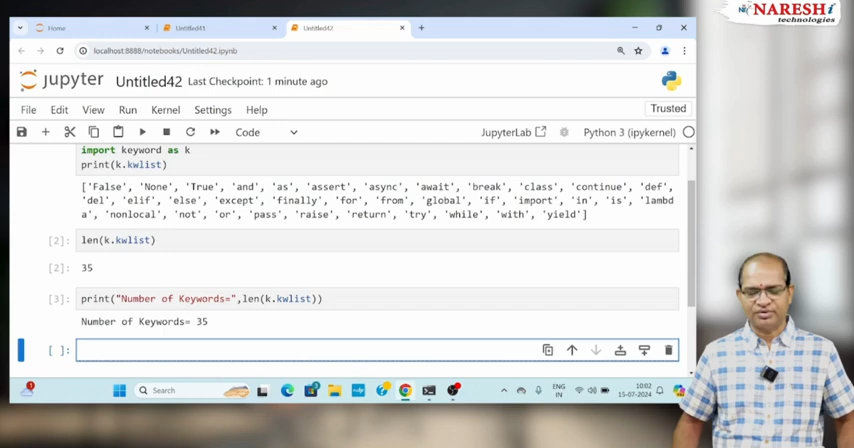 NARESH i
technologies
Home
Untitled41
Untitled42
localhost:8888/notebooks/Untitled42.ipynb
jupyter Untitled42 Last Checkpoint: 1 minute ago
File Edit View Run Kernel Settings Help
Trusted
Code
JupyterLab
Python 3 (ipykernel)
import keyword as k
print(k.kwlist)
['False', 'None', 'True', 'and', 'as', 'assert', 'async', 'await', 'break', 'class', 'continue', 'def',
'del', 'elif', 'else', 'except', 'finally', 'for', 'from', 'global', 'if', 'import', 'in', 'is', 'lambd
a', 'nonlocal', 'not', 'or', 'pass', 'raise', 'return', 'try', 'while', 'with', 'yield']
[2]: len(k.kwlist)
[2]: 35
[3]: print("Number of Keywords=",len(k.kwlist))
Number of Keywords= 35
[ ]:
Search
ENG
IN
10:02
15-07-2024